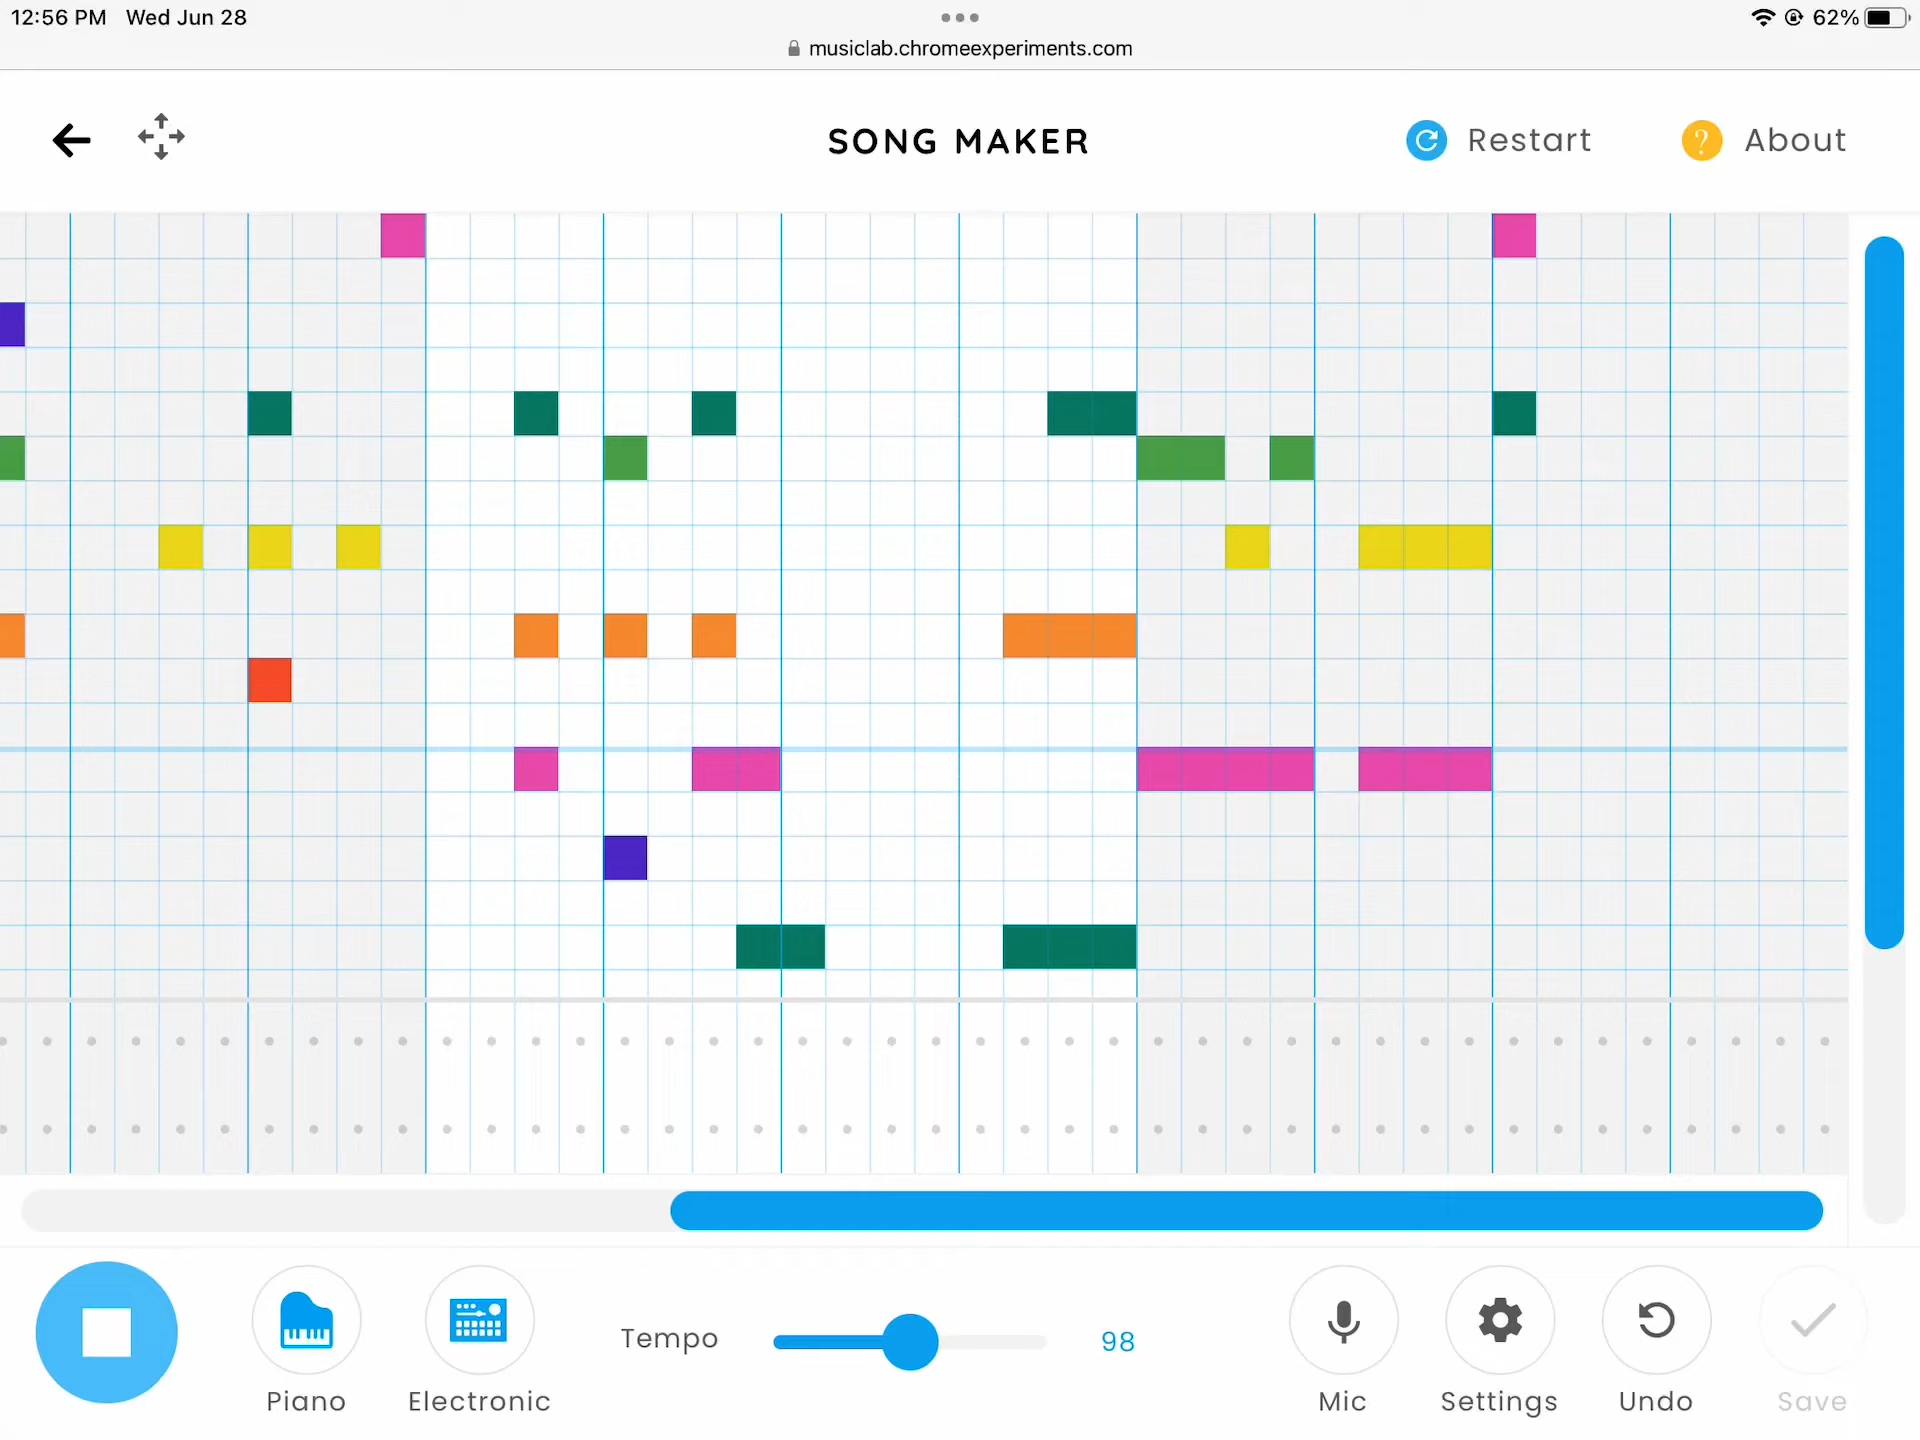 12:56 PM Wed Jun 28
62%
musiclab.chromeexperiments.com
SONG MAKER
Restart
? About
Tempo
98
Piano
Electronic
Mic
Settings
Undo
Save